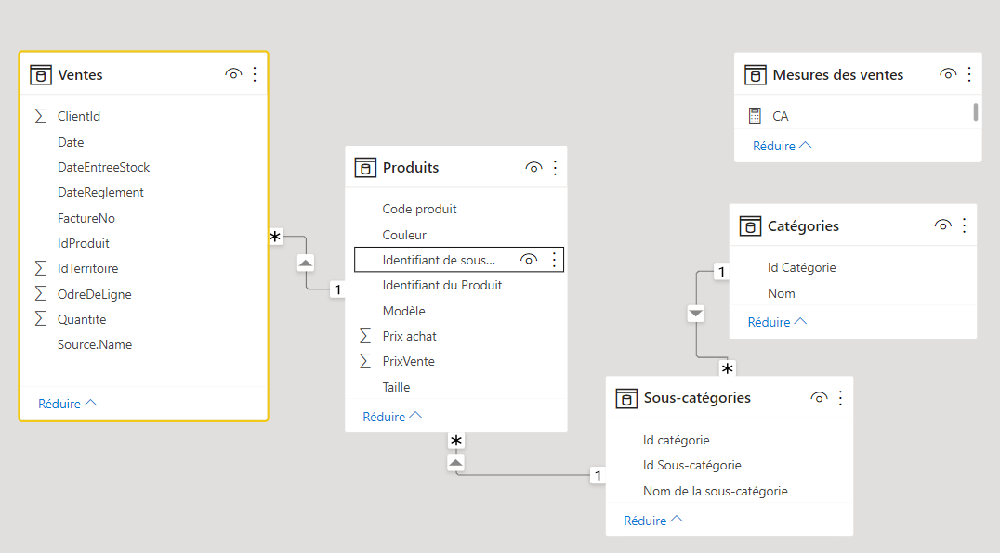 Ventes
ClientId
Date
DateEntreeStock
DateReglement
FactureNo
IdProduit
IdTerritoire
OdreDeLigne
Quantite
Source.Name
Réduire
*
1
Produits
Code produit
Couleur
Identifiant de sous...
Identifiant du Produit
Modèle
Prix achat
PrixVente
Taille
Réduire
*
1
Mesures des ventes
CA
Réduire
Catégories
Id Catégorie
Nom
Réduire
1
*
Sous-catégories
Id catégorie
Id Sous-catégorie
Nom de la sous-catégorie
Réduire